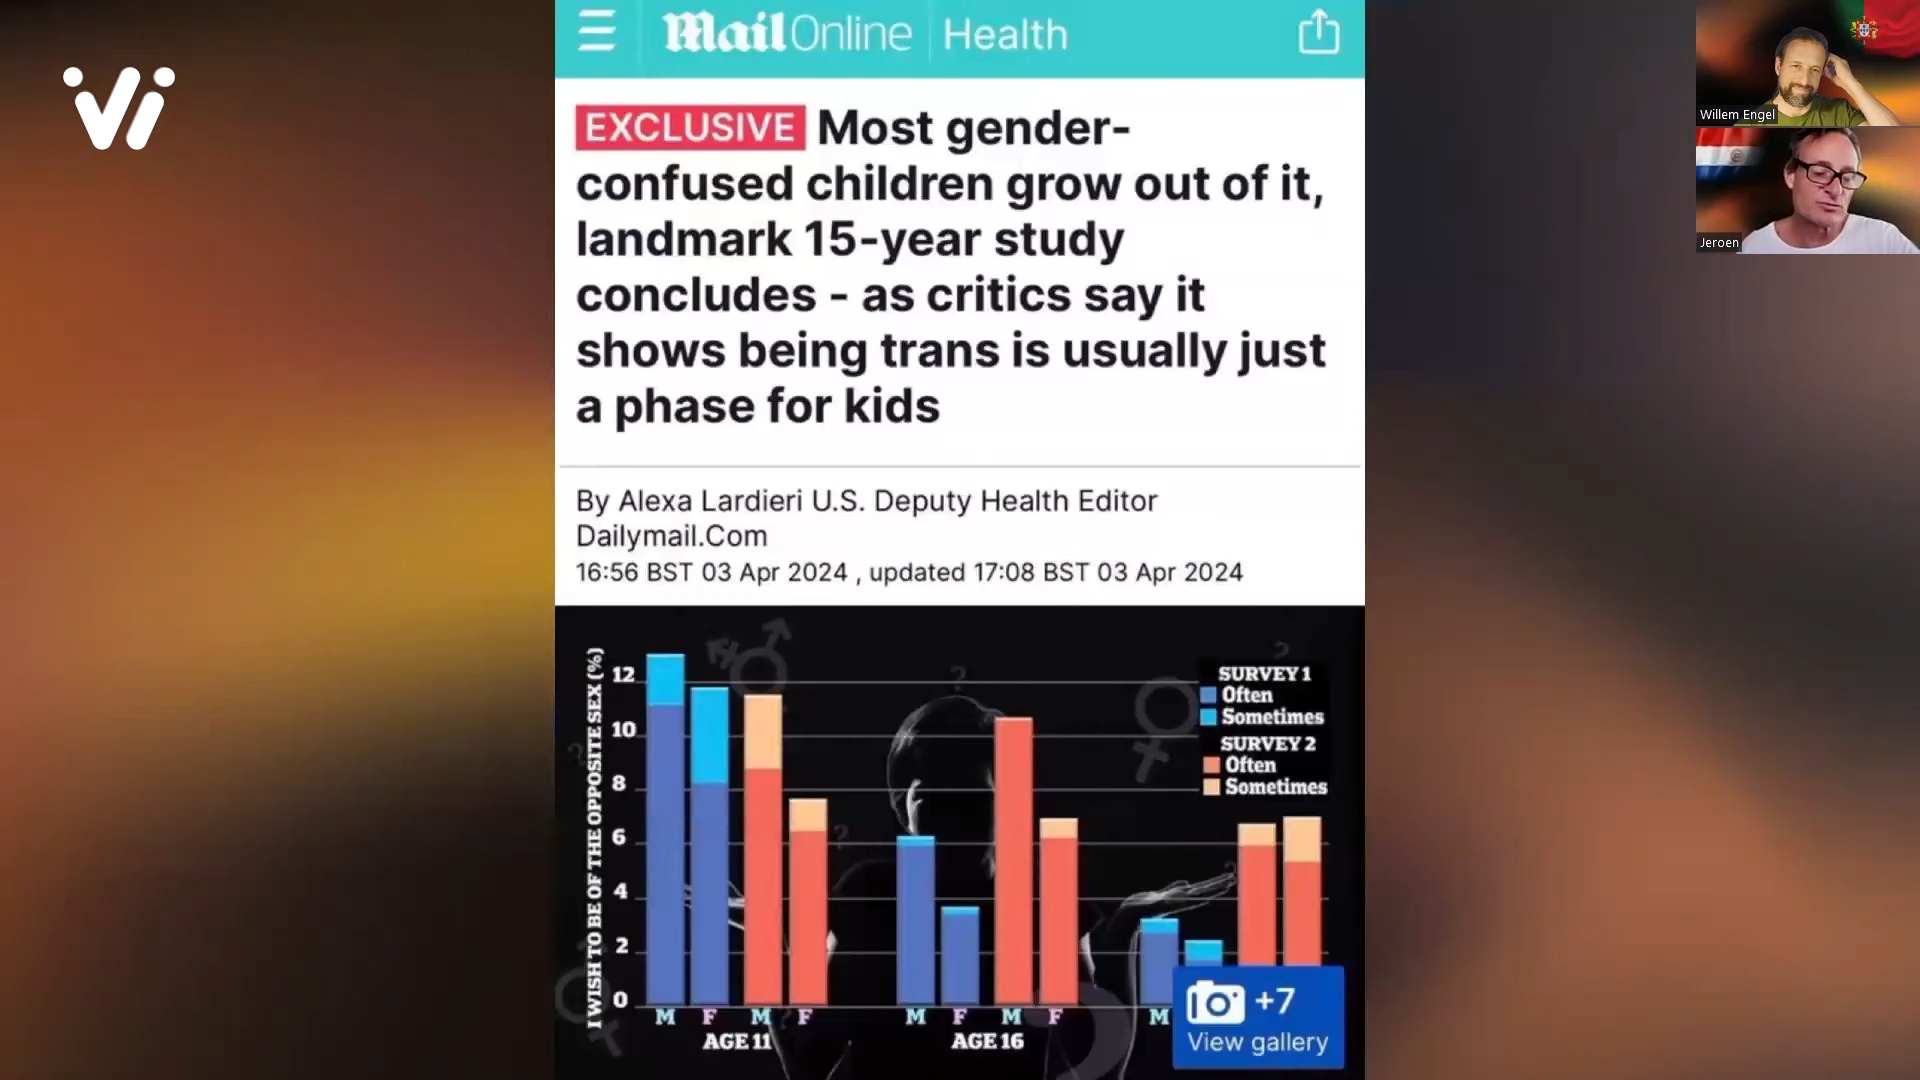 Mail Online Health
EXCLUSIVE Most gender-
confused children grow out of it,
landmark 15-year study
concludes - as critics say it
shows being trans is usually just
a phase for kids
By Alexa Lardieri U.S. Deputy Health Editor
Dailymail.Com
16:56 BST 03 Apr 2024 , updated 17:08 BST 03 Apr 2024
I WISH TO BE OF THE OPPOSITE SEX (%)
12
10
8
6
4
2
0
SURVEY 1
Often
Sometimes
SURVEY 2
Often
Sometimes
M F M F
AGE 11
M F M F
AGE 16
M
+7
View gallery
Vi
Willem Engel
Jeroen